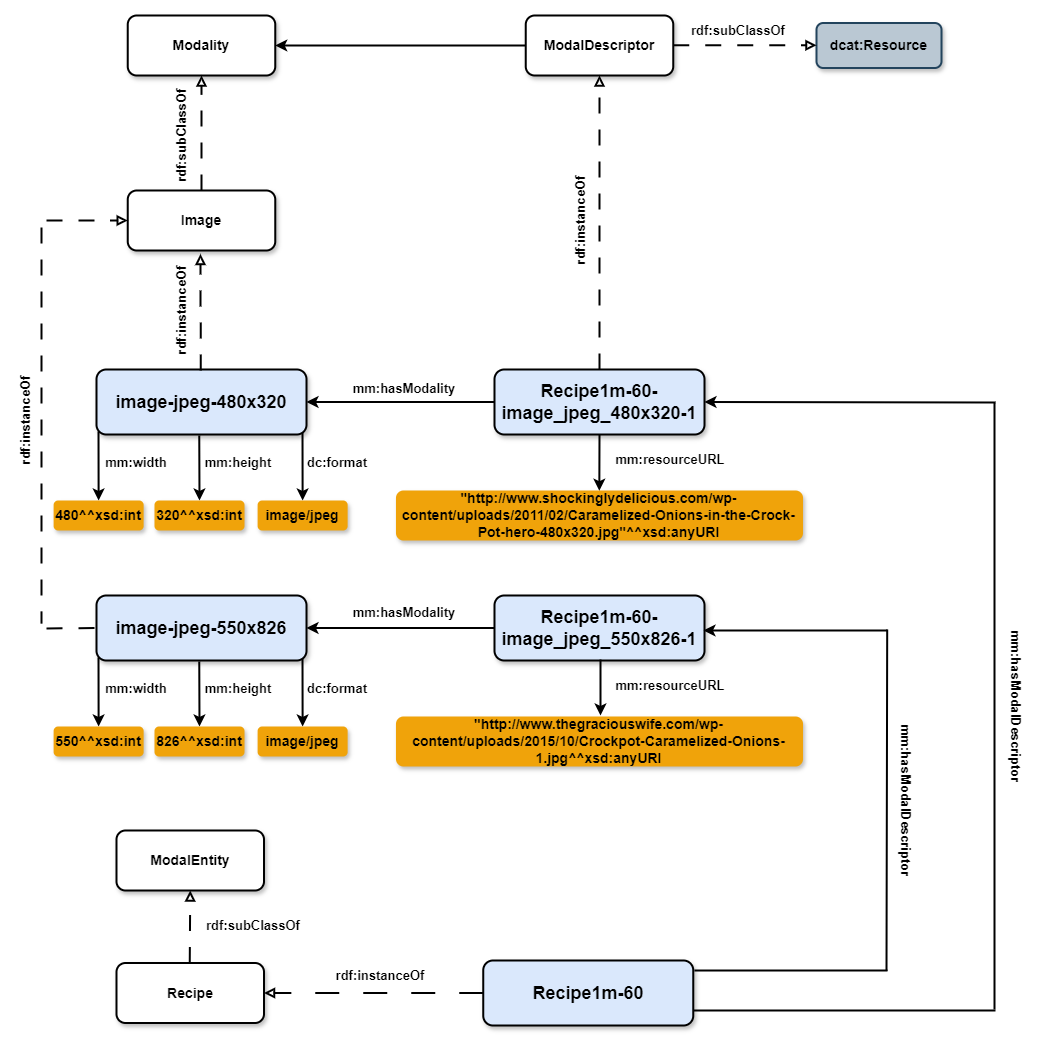 Modality
ModalDescriptor
rdf:subClassOf
dcat:Resource
rdf:subClassOf
Image
rdf:instanceOf
rdf:instanceOf
rdf:instanceOf
image-jpeg-480x320
mm:hasModality
Recipe1m-60-
image_jpeg_480x320-1
mm:width
mm:height
dc:format
mm:resourceURL
480^^xsd:int
320^^xsd:int
image/jpeg
"http://www.shockinglydelicious.com/wp-
content/uploads/2011/02/Caramelized-Onions-in-the-Crock-
Pot-hero-480x320.jpg"^^xsd:anyURI
image-jpeg-550x826
mm:hasModality
Recipe1m-60-
image_jpeg_550x826-1
mm:width
mm:height
dc:format
mm:resourceURL
550^^xsd:int
826^^xsd:int
image/jpeg
"http://www.thegraciouswife.com/wp-
content/uploads/2015/10/Crockpot-Caramelized-Onions-
1.jpg^^xsd:anyURI
mm:hasModalDescriptor
mm:hasModalDescriptor
ModalEntity
rdf:subClassOf
Recipe
rdf:instanceOf
Recipe1m-60